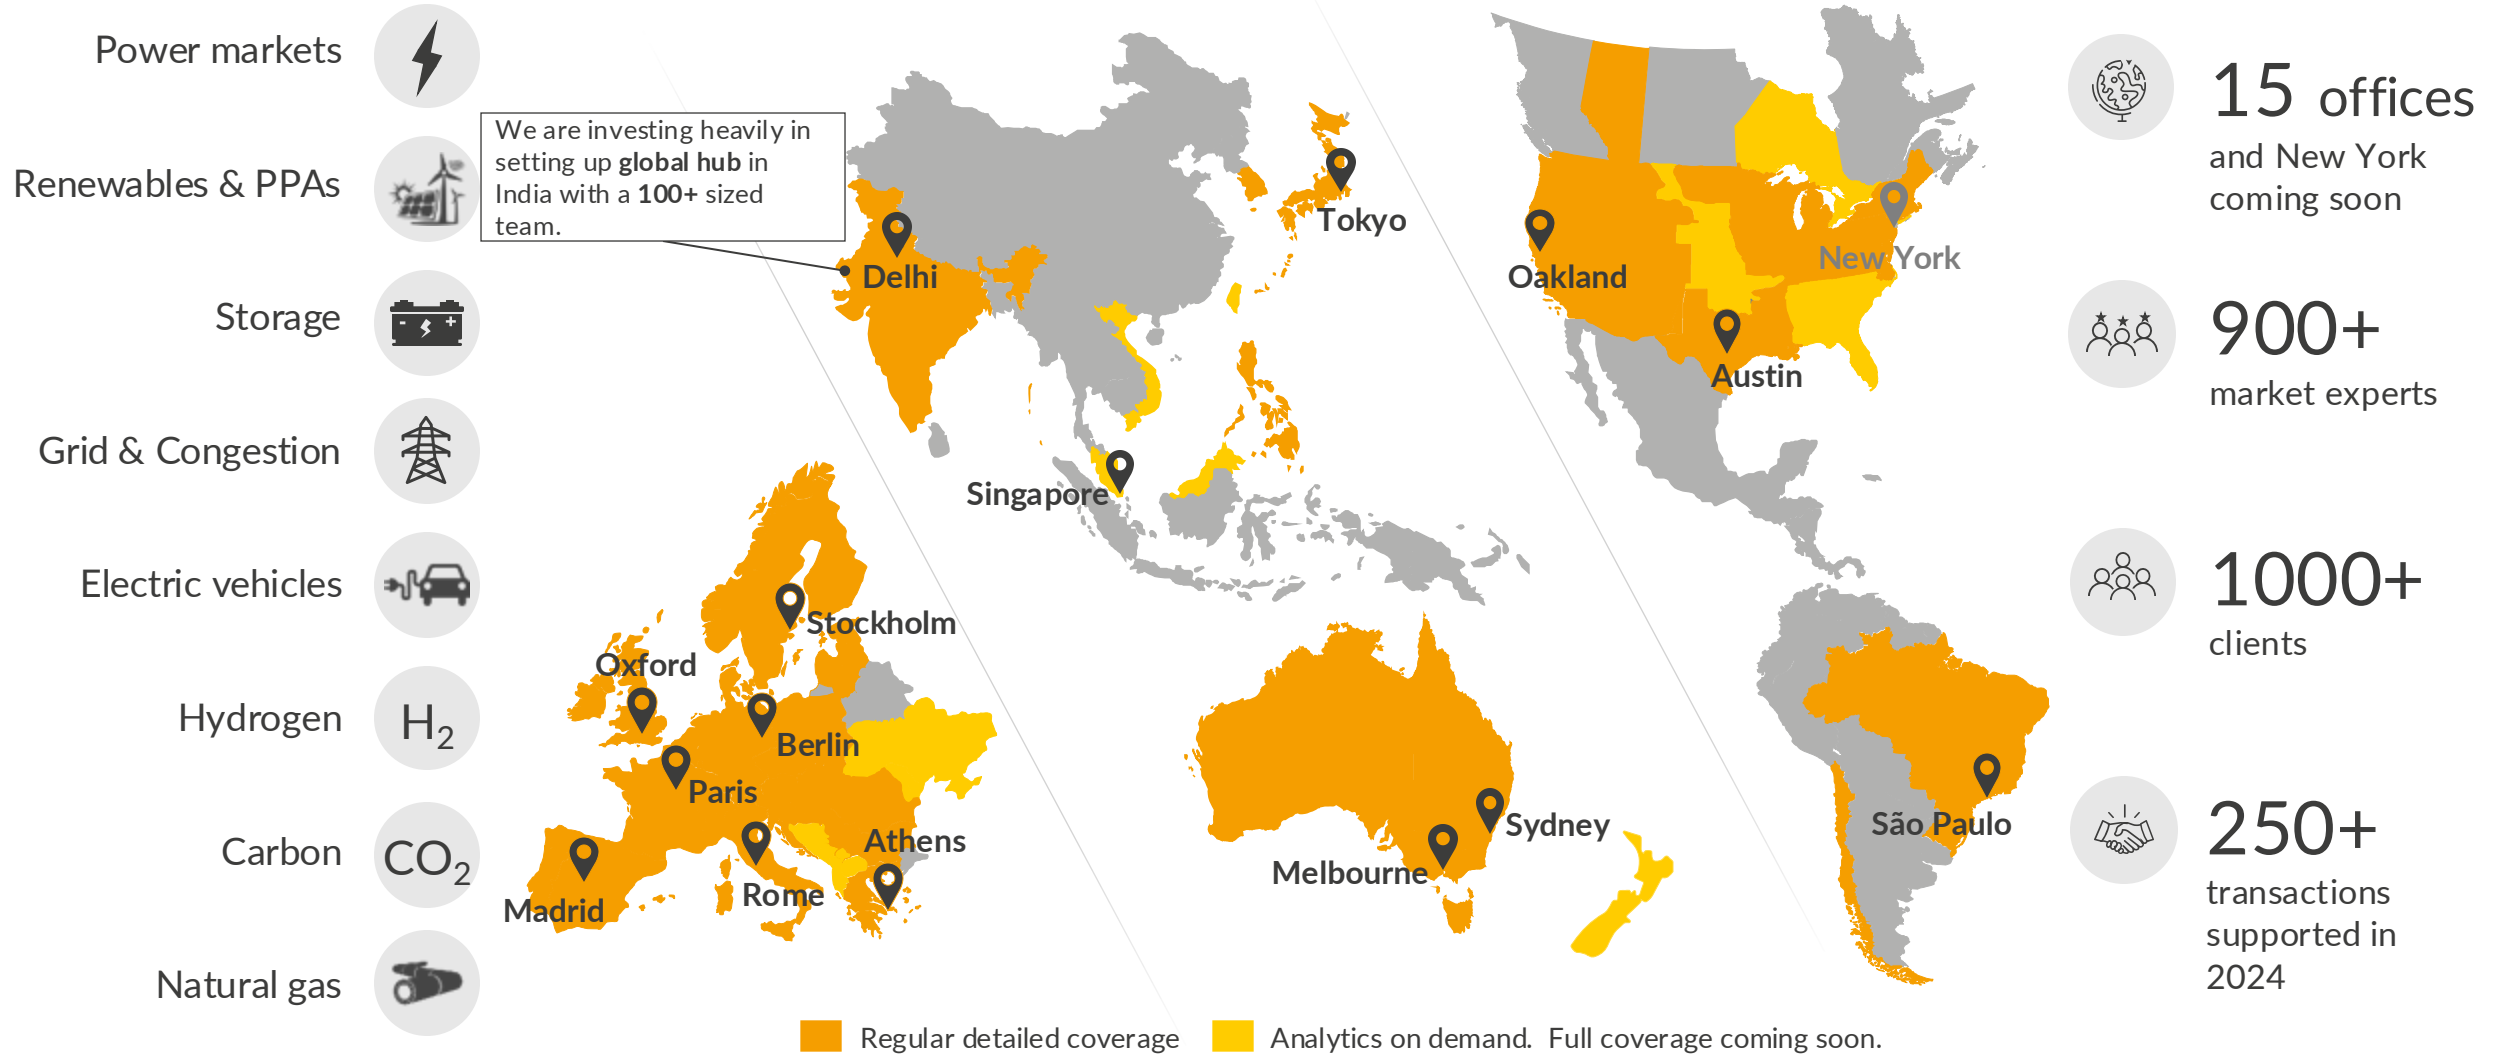 Power markets
Renewables & PPAs
Storage
Grid & Congestion
Electric vehicles
Hydrogen
H2
Carbon
CO2
Natural gas
We are investing heavily in
setting up global hub in
India with a 100+ sized
team.
Delhi
Tokyo
Singapore
Stockholm
Oxford
Berlin
Paris
Athens
Rome
Madrid
Melbourne
Sydney
Oakland
New York
Austin
São Paulo
15 offices
and New York
coming soon
900+
market experts
1000+
clients
250+
transactions
supported in
2024
Regular detailed coverage
Analytics on demand.  Full coverage coming soon.